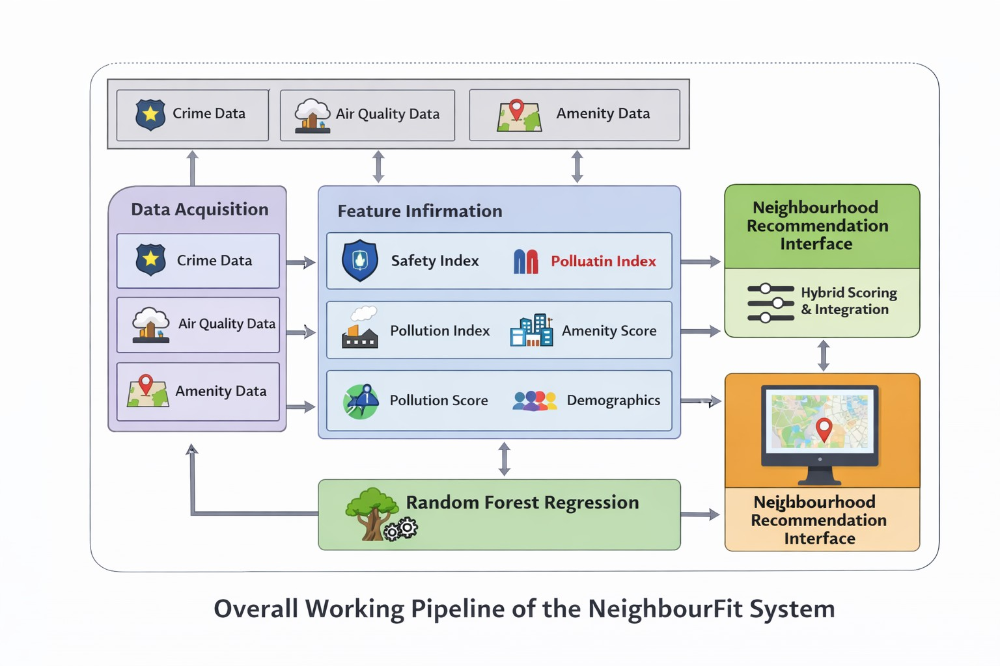 Crime Data
Air Quality Data
Amenity Data
Data Acquisition
Crime Data
Air Quality Data
Amenity Data
Feature Infirmation
Safety Index
Polluatin Index
Pollution Index
Amenity Score
Pollution Score
Demographics
Neighbourhood
Recommendation
Interface
Hybrid Scoring
& Integration
Random Forest Regression
Neighbourhood
Recommendation
Interface
Overall Working Pipeline of the NeighbourFit System